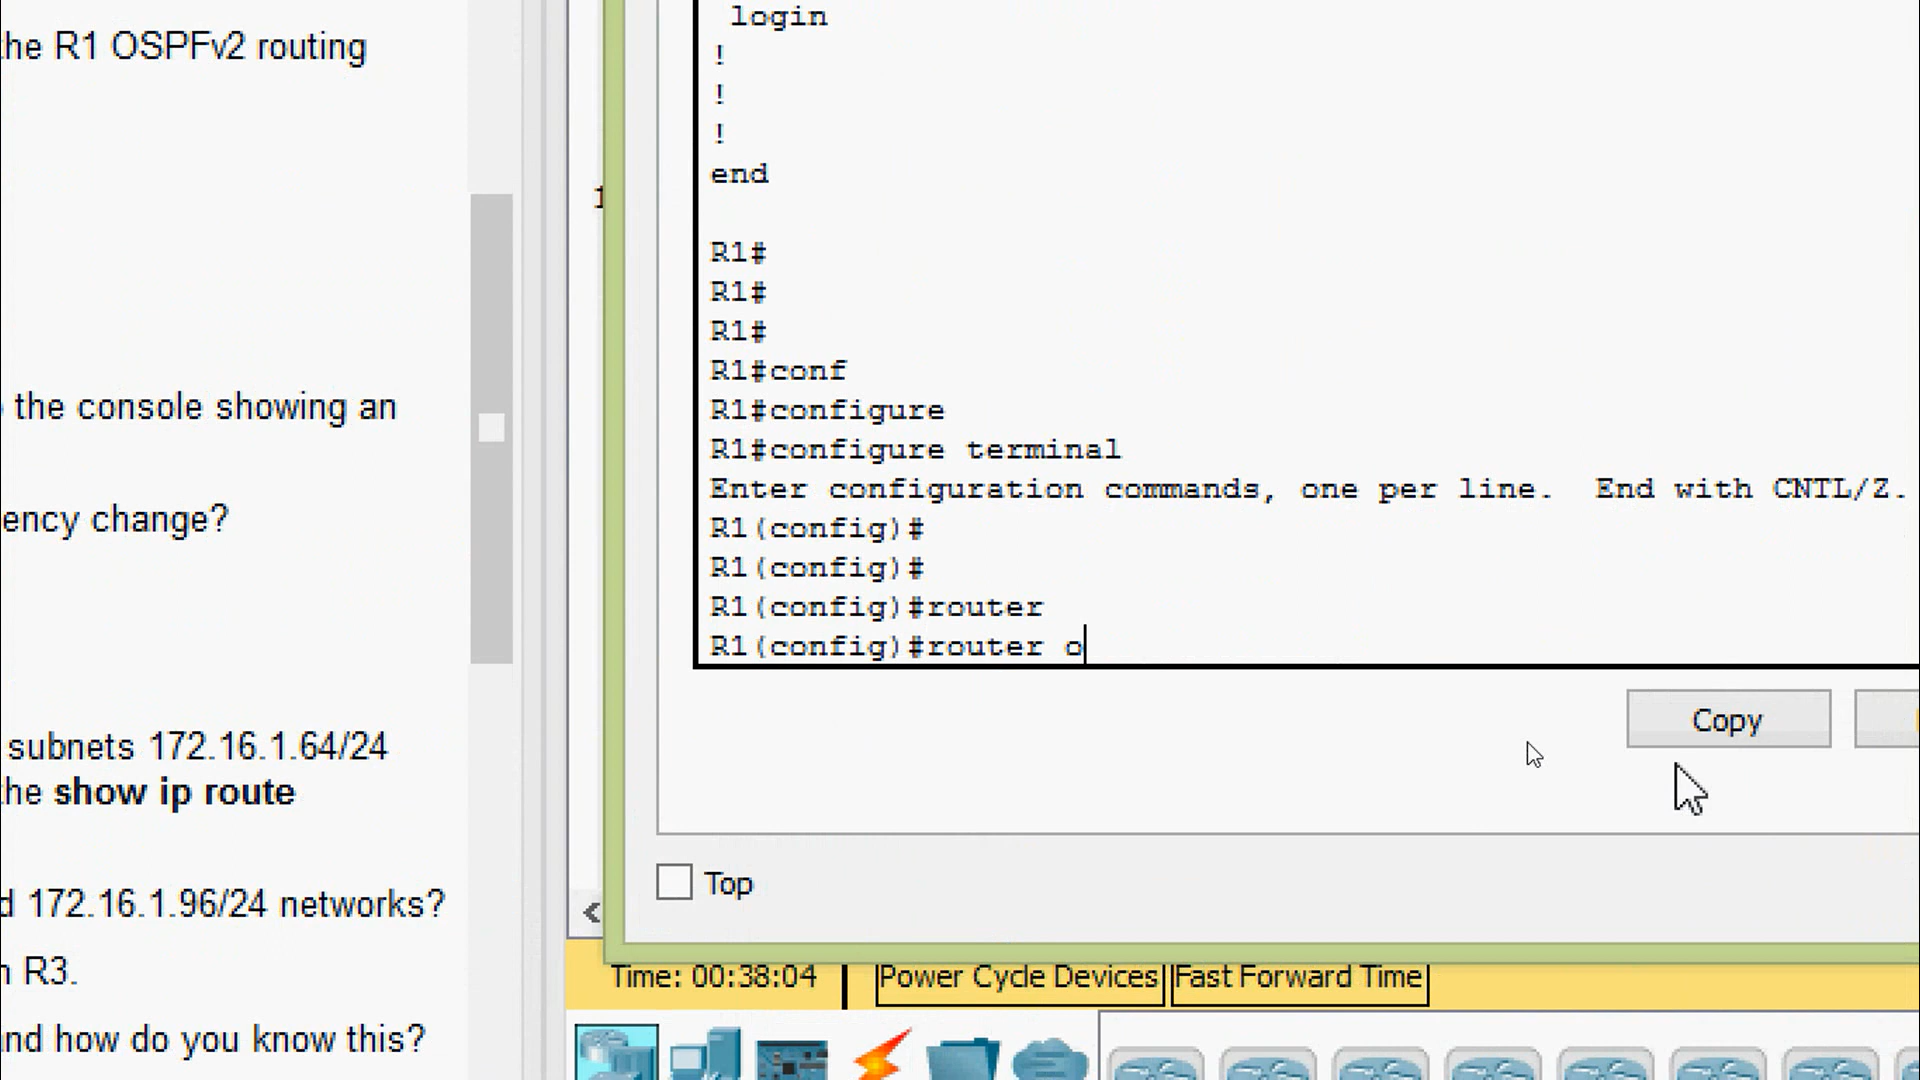 the R1 OSPFv2 routing
the console showing an
ency change?
subnets 172.16.1.64/24
the show ip route
d 172.16.1.96/24 networks?
n R3.
and how do you know this?
login
!
!
!
end
R1#
R1#
R1#
R1#conf
R1#configure
R1#configure terminal
Enter configuration commands, one per line.  End with CNTL/Z.
R1(config)#
R1(config)#
R1(config)#router
R1(config)#router o
Copy
Top
Time: 00:38:04
Power Cycle Devices
Fast Forward Time